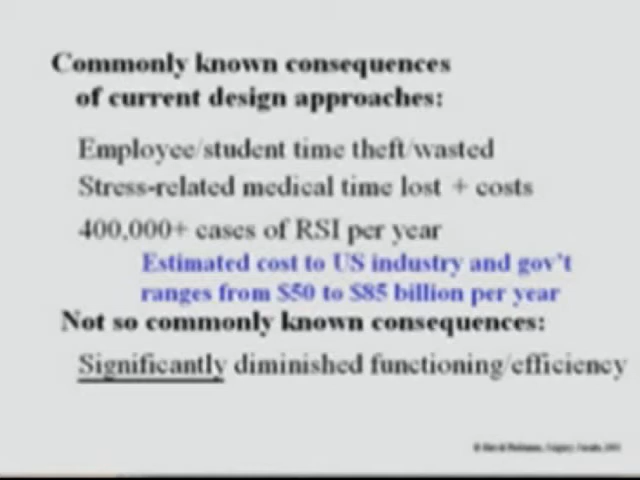 Commonly known consequences
of current design approaches:
Employee/student time theft/wasted
Stress-related medical time lost + costs
400,000+ cases of RSI per year
Estimated cost to US industry and gov't
ranges from $50 to $85 billion per year
Not so commonly known consequences:
Significantly diminished functioning/efficiency